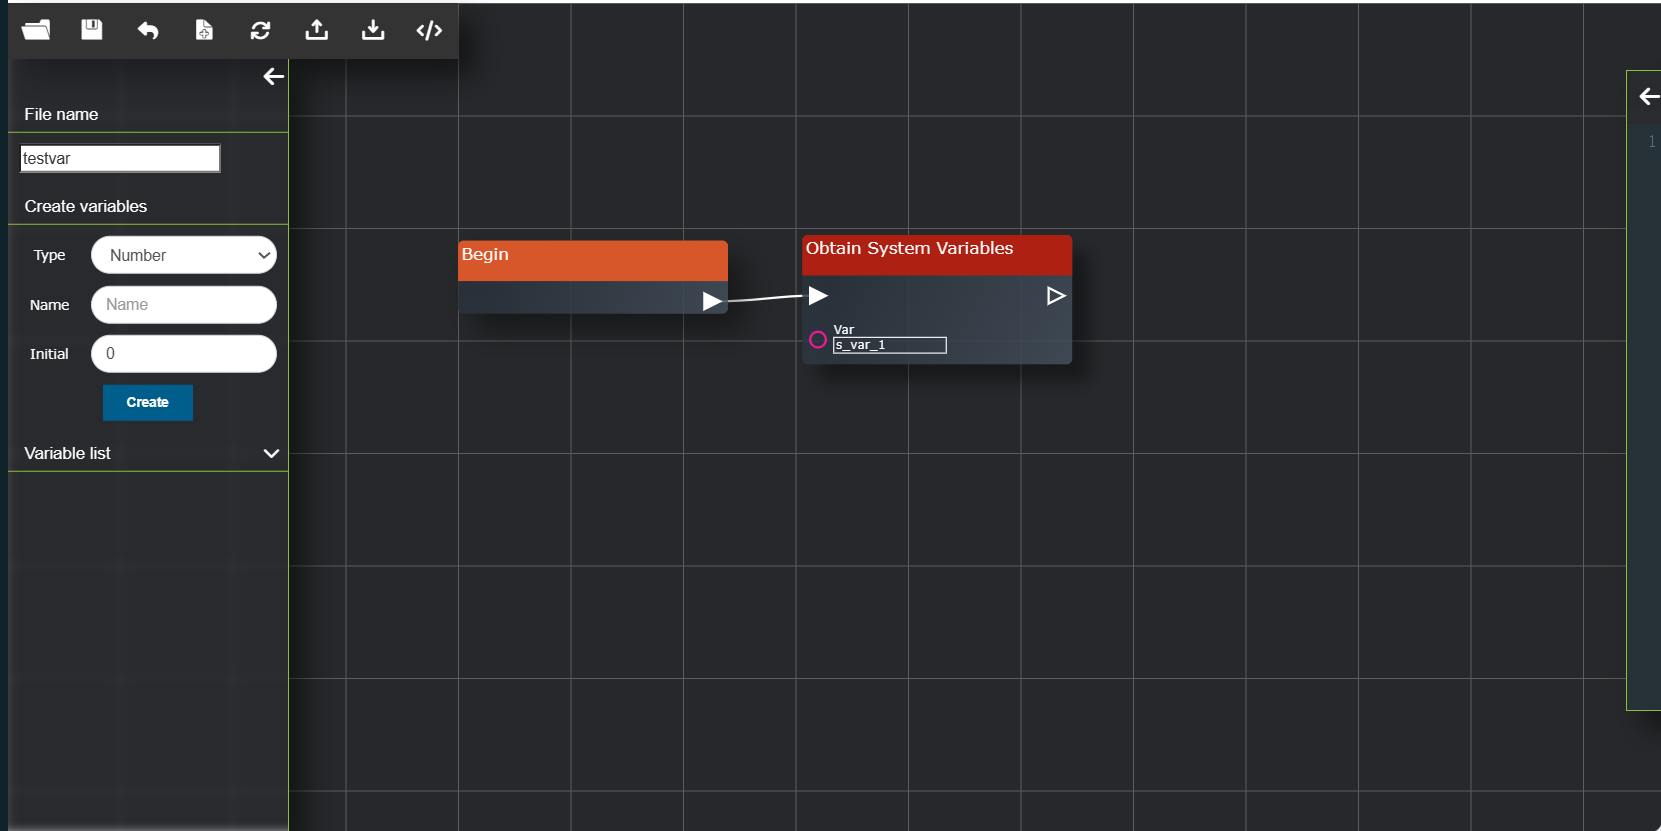 File name
testvar
Create variables
Type Number
Name Name
Initial 0
Create
Variable list
Begin
Obtain System Variables
Var
s_var_1
1